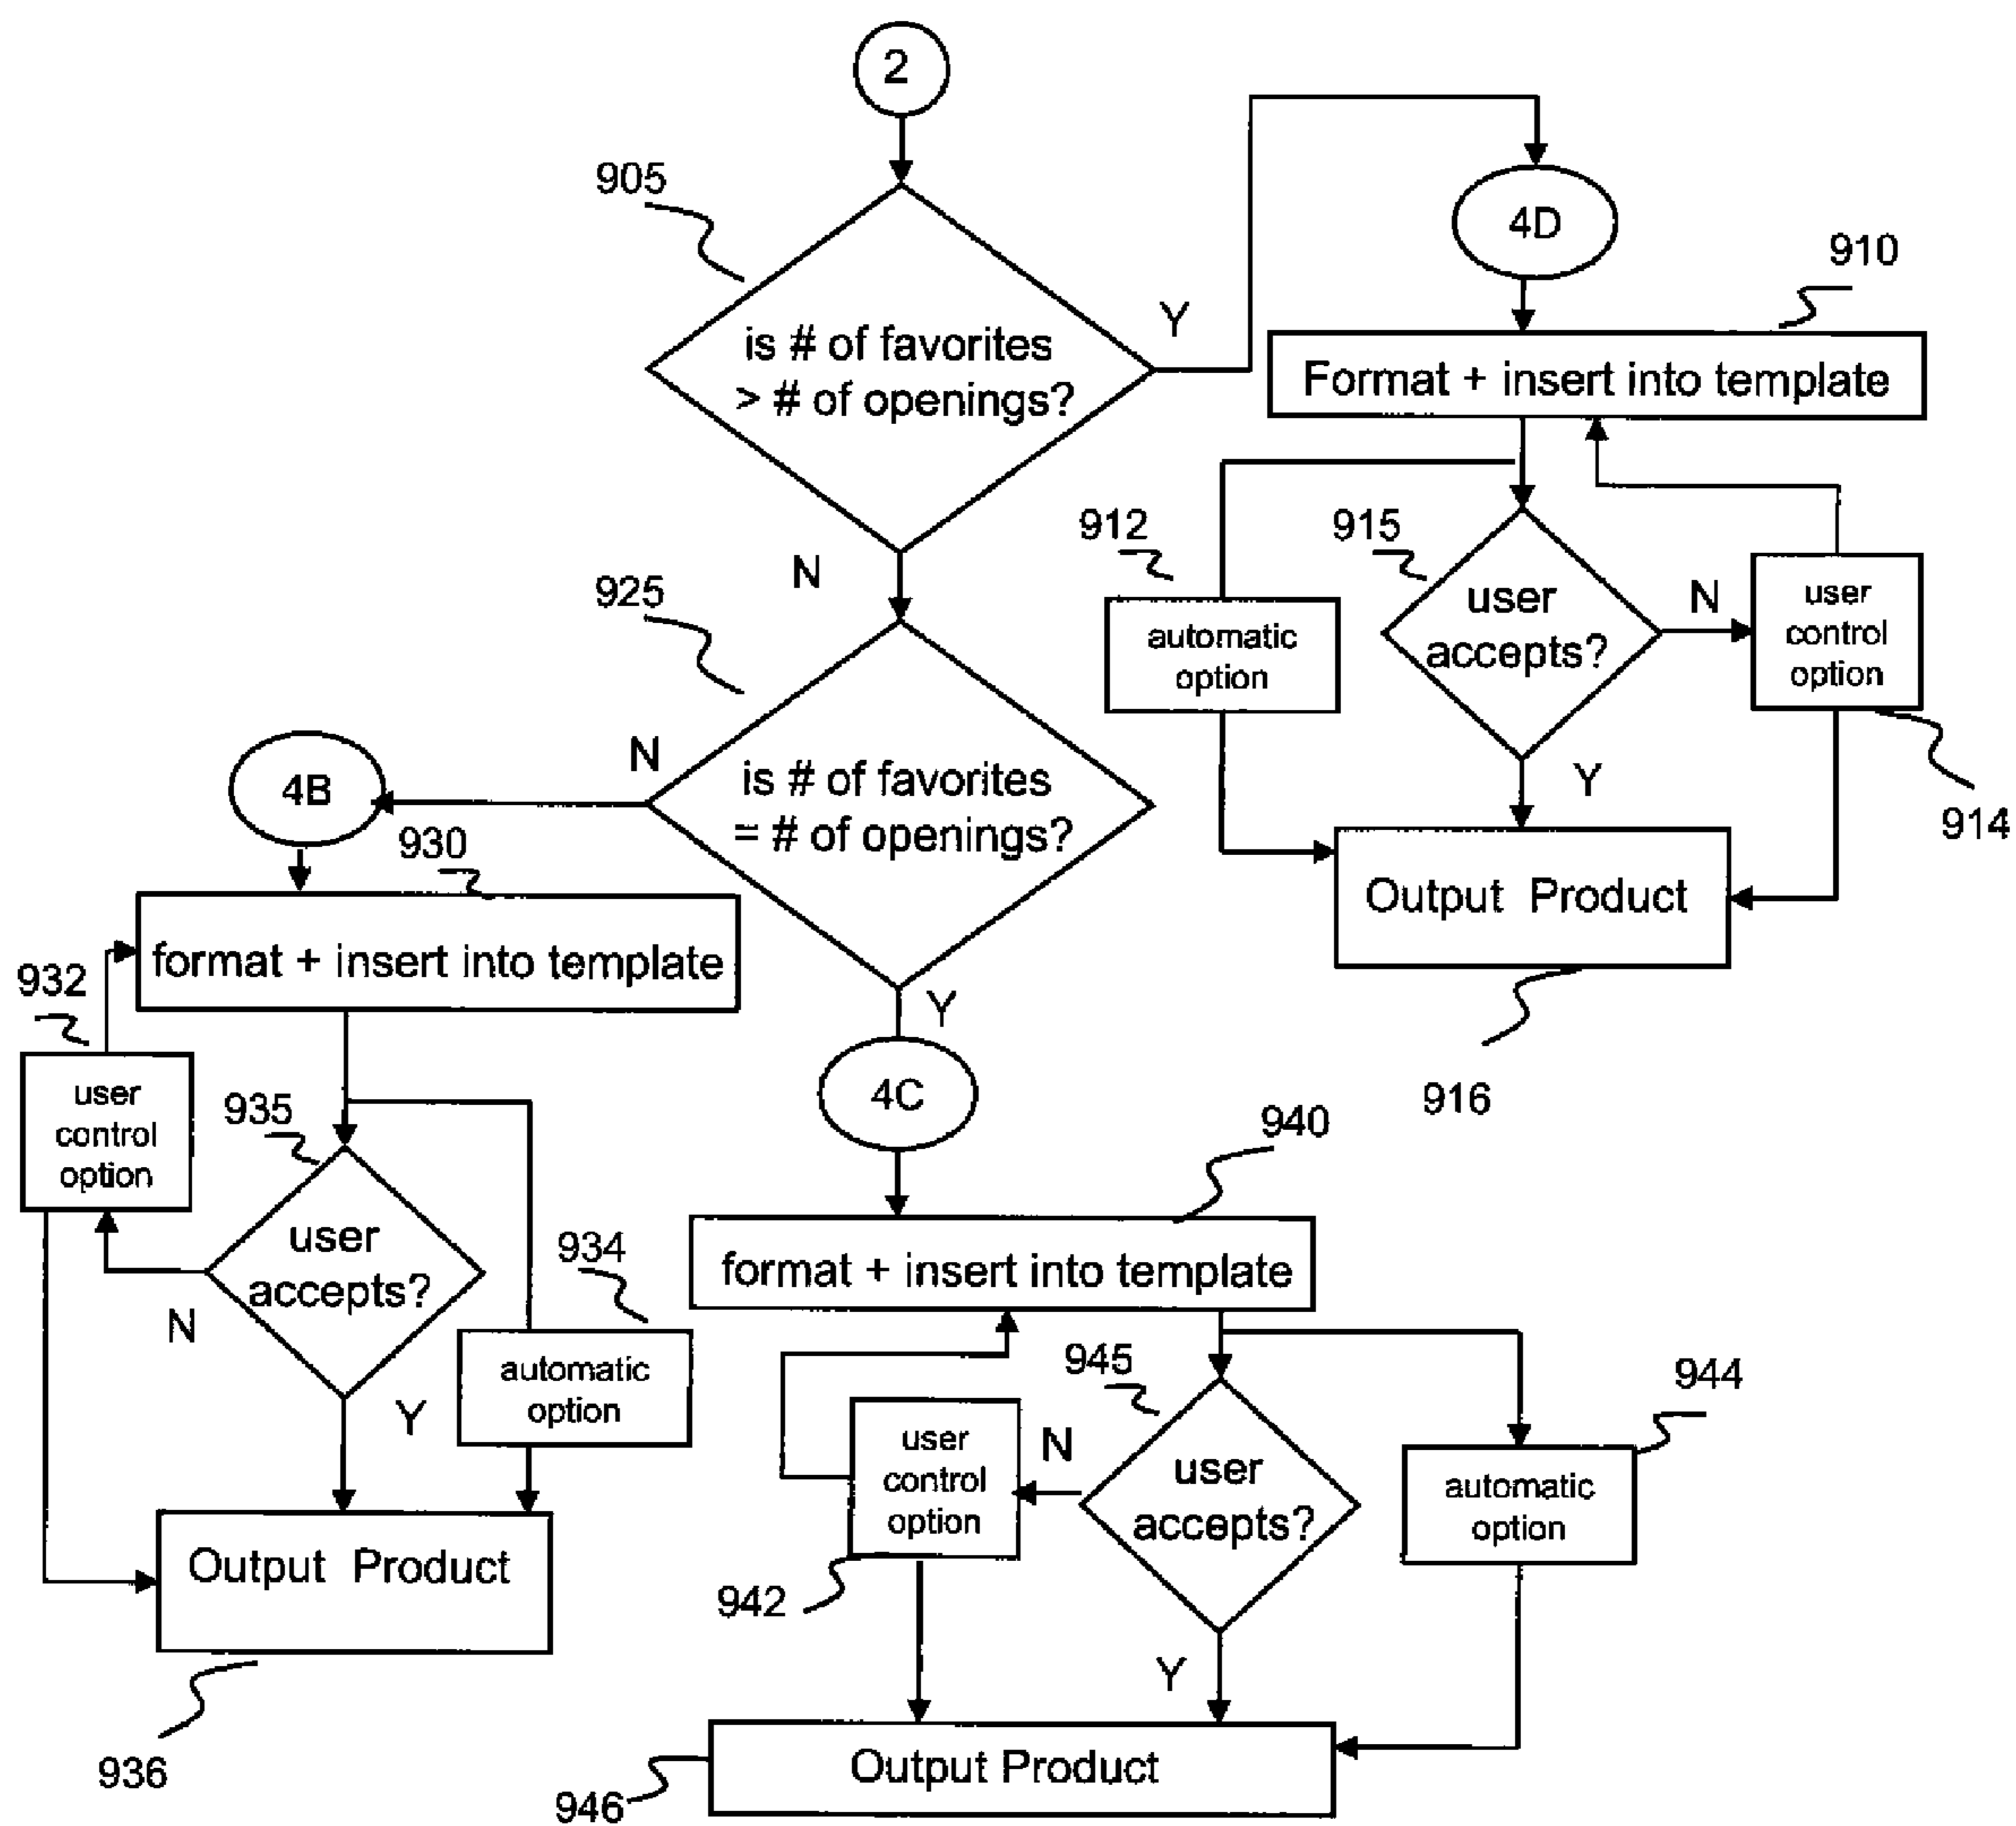 2
905
is # of favorites
> # of openings?
Y
4D
910
Format + insert into template
N
912
automatic
option
915
user
accepts?
N
user
control
option
914
Y
Output Product
916
925
is # of favorites
= # of openings?
N
4B
930
format + insert into template
932
user
control
option
935
user
accepts?
N
Y
934
automatic
option
Output Product
936
Y
4C
940
format + insert into template
945
user
accepts?
N
user
control
option
942
944
automatic
option
Y
Output Product
946